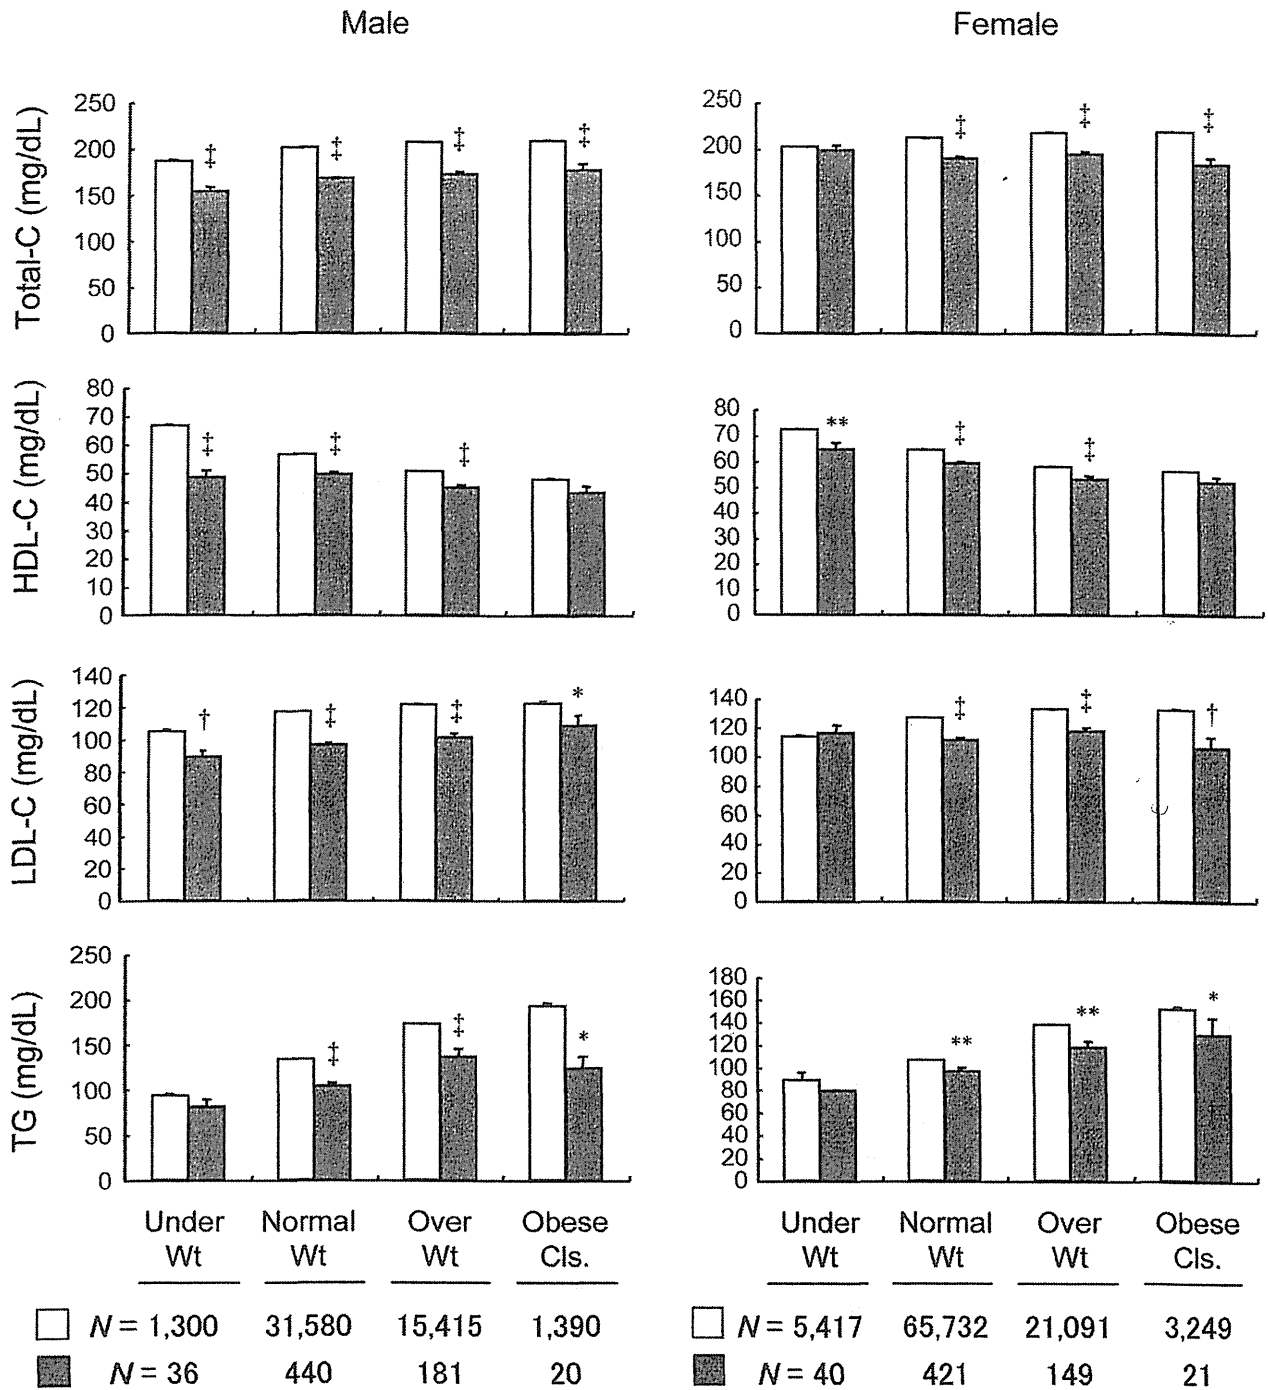 Male
Female
Total-C (mg/dL)
250
200
150
100
50
0
‡ ‡ ‡ ‡
250
200
150
100
50
0
‡ ‡ ‡
HDL-C (mg/dL)
80
70
60
50
40
30
20
10
0
‡ ‡ ‡
80
70
60
50
40
30
20
10
0
** ‡ ‡
LDL-C (mg/dL)
140
120
100
80
60
40
20
0
† ‡ ‡ *
140
120
100
80
60
40
20
0
‡ ‡ †
TG (mg/dL)
250
200
150
100
50
0
‡ ‡ *
180
160
140
120
100
80
60
40
20
0
** ** *
Under Normal Over Obese
Wt Wt Wt Cls.
Under Normal Over Obese
Wt Wt Wt Cls.
N = 1,300 31,580 15,415 1,390
N = 36 440 181 20
N = 5,417 65,732 21,091 3,249
N = 40 421 149 21